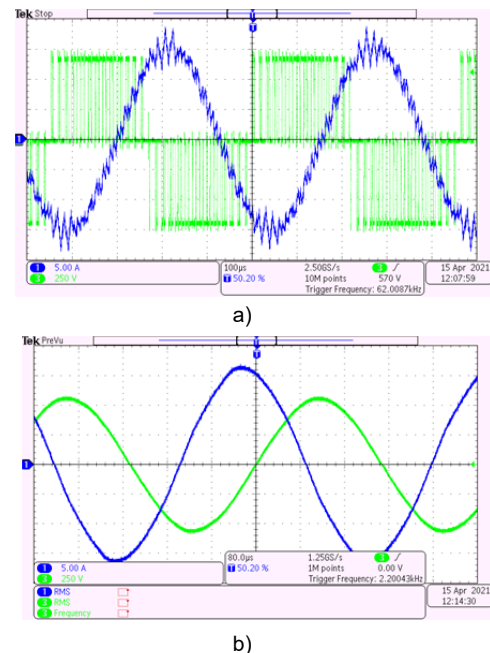 Tek Stop
T
1
1 5.00 A
3 250 V
100µs
T 50.20 %
2.50GS/s
10M points
3 ∫ 570 V
Trigger Frequency: 62.0087kHz
15 Apr 2021
12:07:59
a)
Tek PreVu
T
1
1 5.00 A
3 250 V
80.0µs
T 50.20 %
1.25GS/s
1M points
3 ∫ 0.00 V
Trigger Frequency: 2.20043kHz
1 RMS
3 RMS
3 Frequency
15 Apr 2021
12:14:30
b)